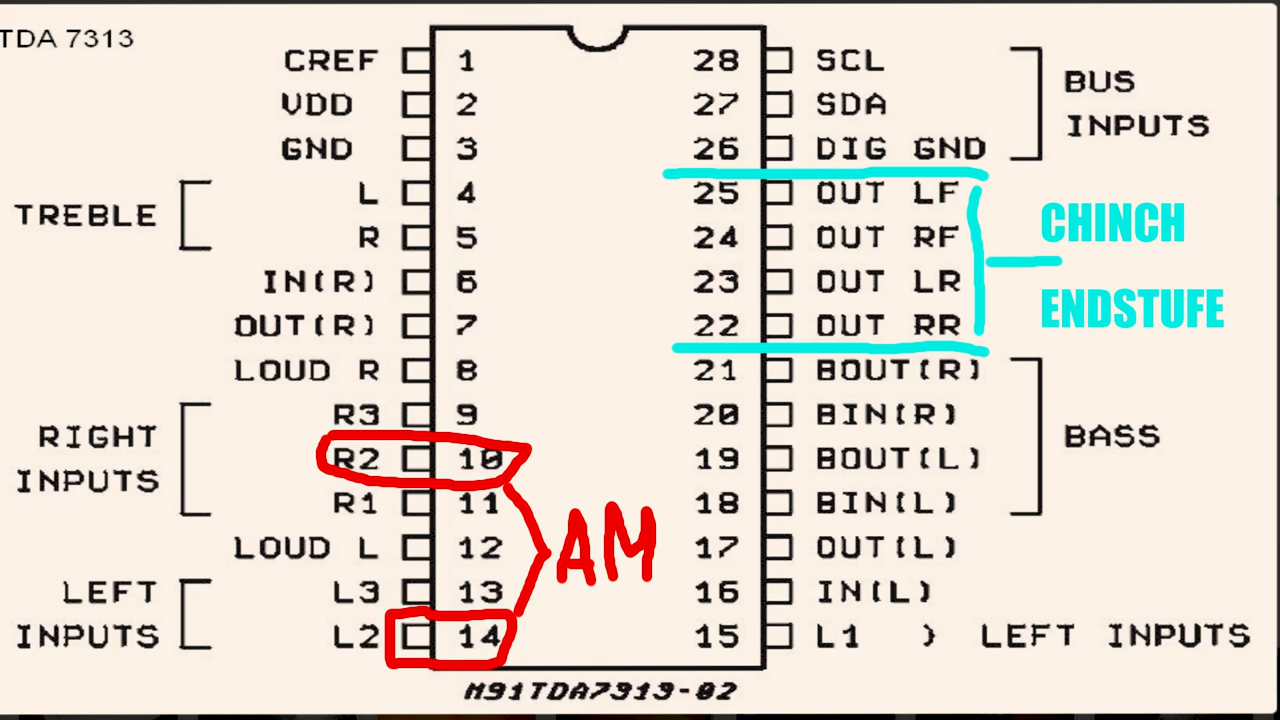 TDA 7313
CREF 1 28 SCL
VDD 2 27 SDA
GND 3 26 DIG GND
BUS
INPUTS
L 4 25 OUT LF
R 5 24 OUT RF
TREBLE
IN(R) 6 23 OUT LR
OUT(R) 7 22 OUT RR
CHINCH
ENDSTUFE
LOUD R 8 21 BOUT(R)
R3 9 20 BIN(R)
R2 10 19 BOUT(L)
R1 11 18 BIN(L)
RIGHT
INPUTS
BASS
AM
LOUD L 12 17 OUT(L)
L3 13 16 IN(L)
L2 14 15 L1 ) LEFT INPUTS
LEFT
INPUTS
M91TDA7313-02